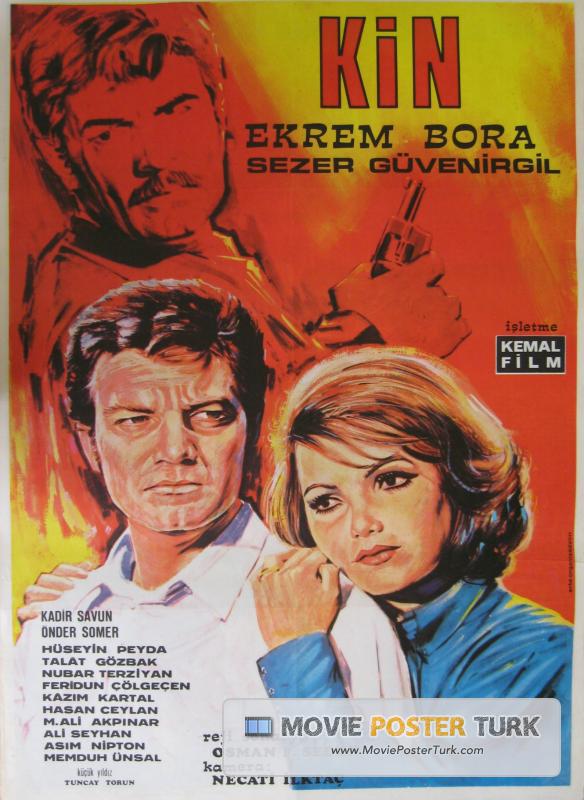 KiN
EKREM BORA
SEZER GÜVENİRGİL
işletme
KEMAL
FİLM
KADİR SAVUN
ÖNDER SOMER
HÜSEYİN PEYDA
TALÂT GÖZBAK
NUBAR TERZİYAN
FERİDUN ÇÖLGEÇEN
KAZIM KARTAL
HASAN CEYLAN
M.ALİ AKPINAR
ALİ SEYHAN
ASIM NİPTON
MEMDUH ÜNSAL
küçük yıldız
TUNCAY TORUN
kamera:
NECATİ İLKTAÇ
MOVIE POSTER TURK
www.MoviePosterTurk.com